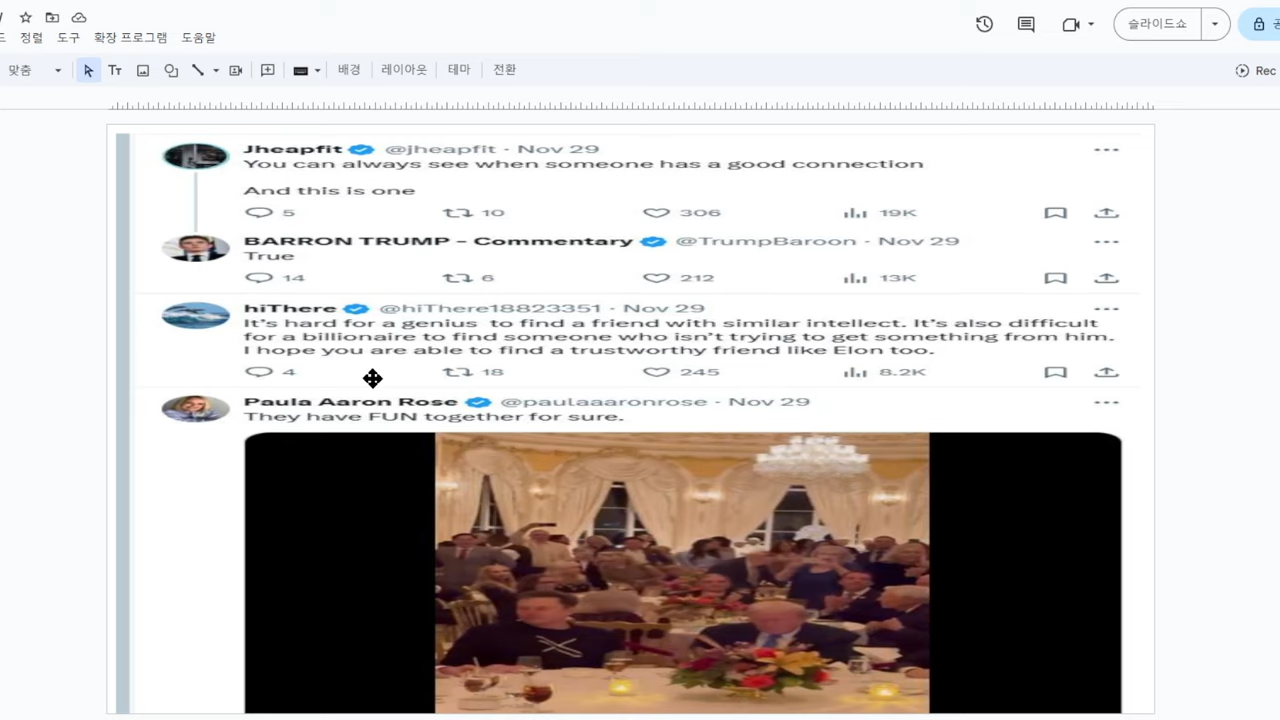 정렬 도구 확장 프로그램 도움말
슬라이드쇼
맞춤 Tт 배경 레이아웃 테마 전환 Rec
Jheapfit @jheapfit · Nov 29
You can always see when someone has a good connection
And this is one
5 10 306 19K
BARRON TRUMP - Commentary @TrumpBaroon · Nov 29
True
14 6 212 13K
hiThere @hiThere18823351 · Nov 29
It's hard for a genius to find a friend with similar intellect. It's also difficult
for a billionaire to find someone who isn't trying to get something from him.
I hope you are able to find a trustworthy friend like Elon too.
4 18 245 8.2K
Paula Aaron Rose @paulaaaronrose · Nov 29
They have FUN together for sure.